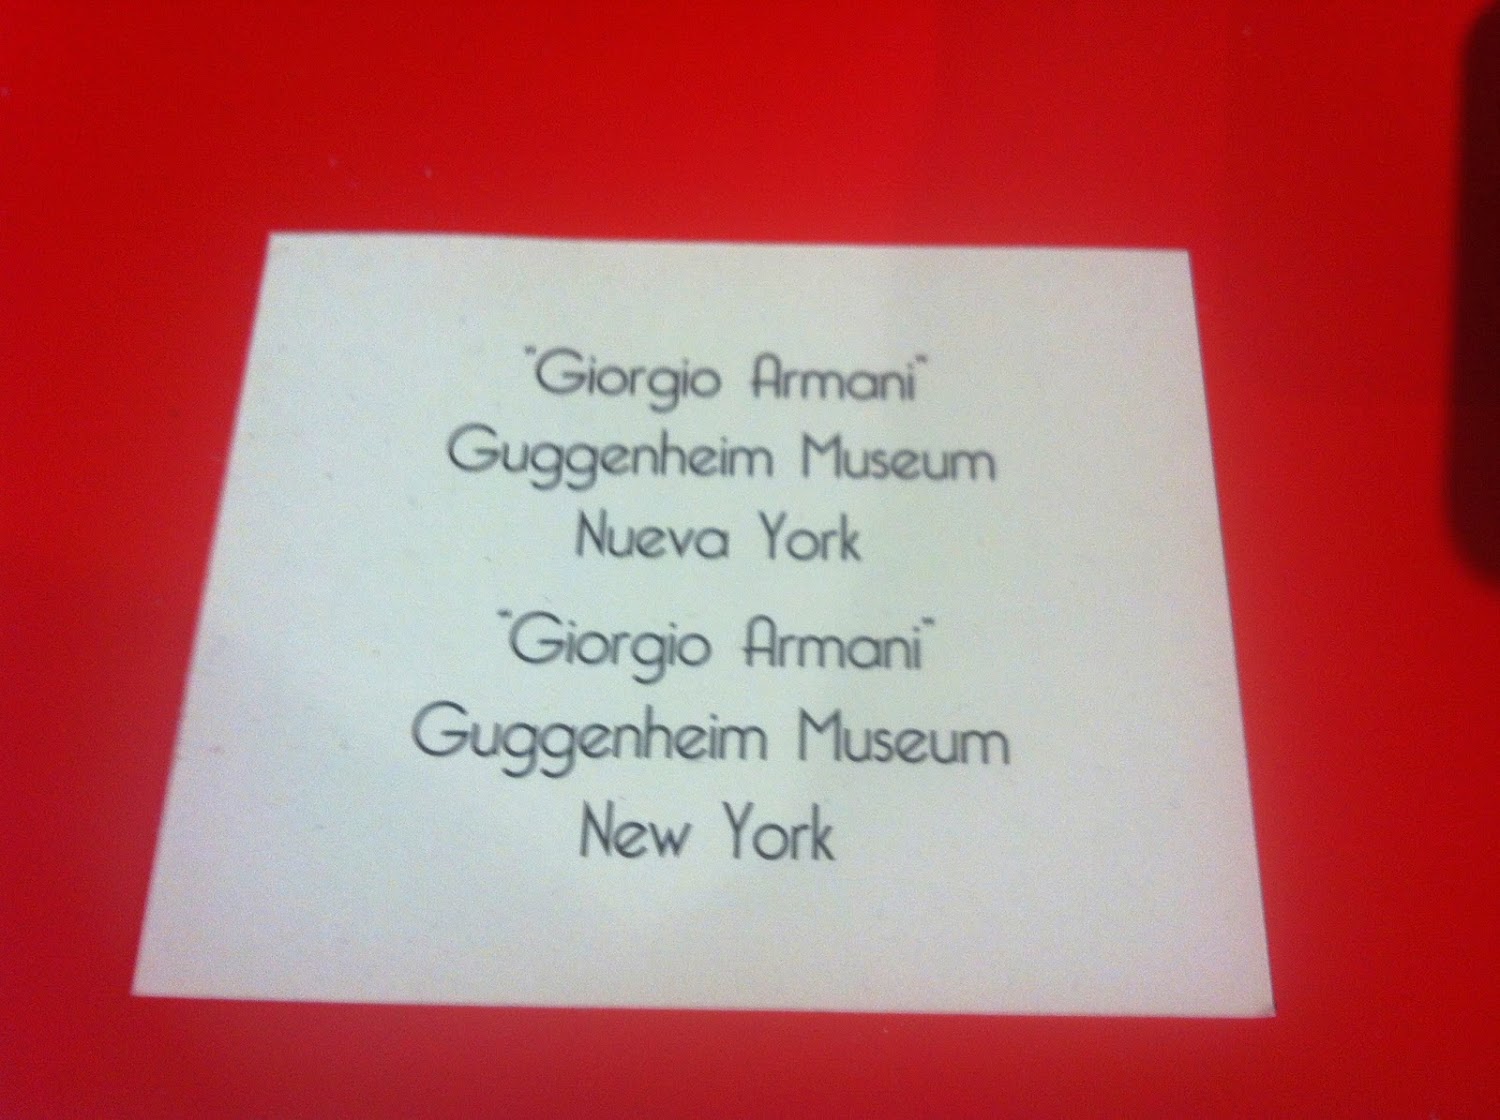 "Giorgio Armani"
Guggenheim Museum
Nueva York
"Giorgio Armani"
Guggenheim Museum
New York